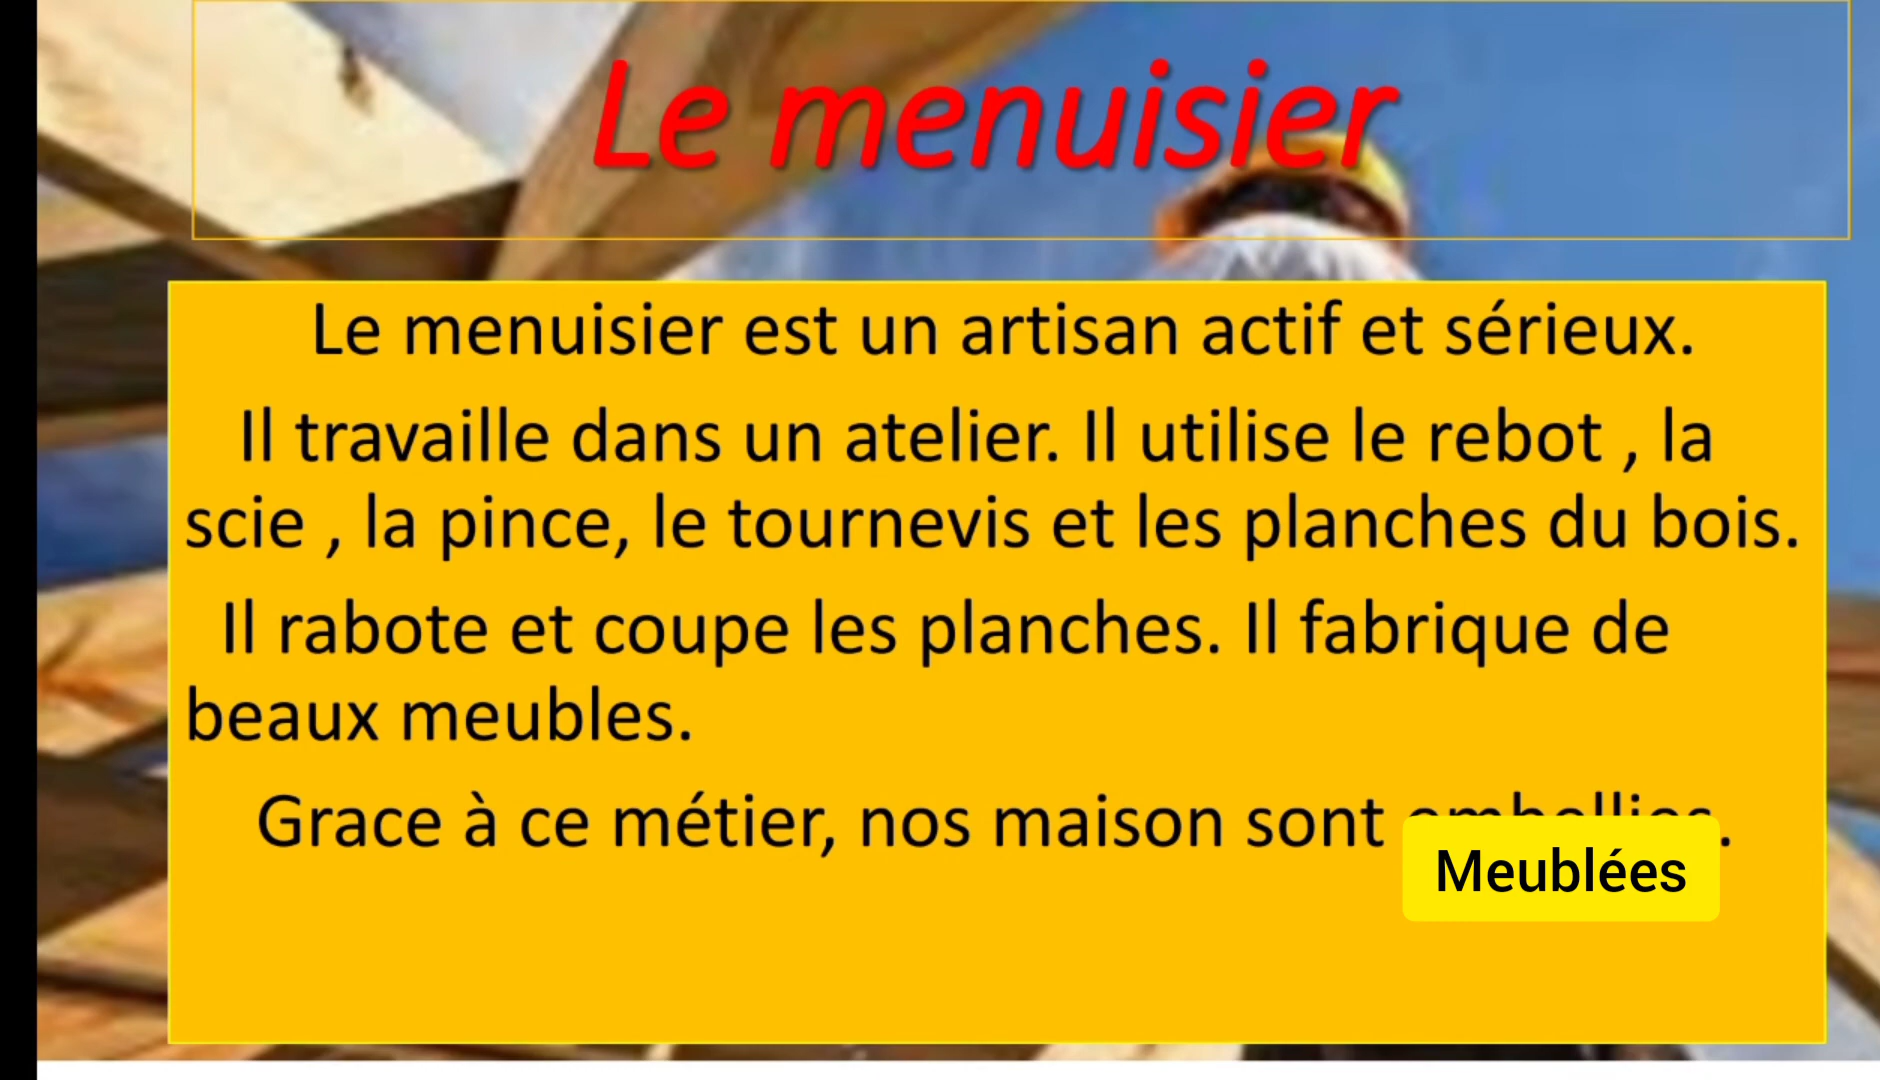 Le menuisier
Le menuisier est un artisan actif et sérieux.
Il travaille dans un atelier. Il utilise le rebot , la
scie , la pince, le tournevis et les planches du bois.
Il rabote et coupe les planches. Il fabrique de
beaux meubles.
Grace à ce métier, nos maison sont embellies.
Meublées